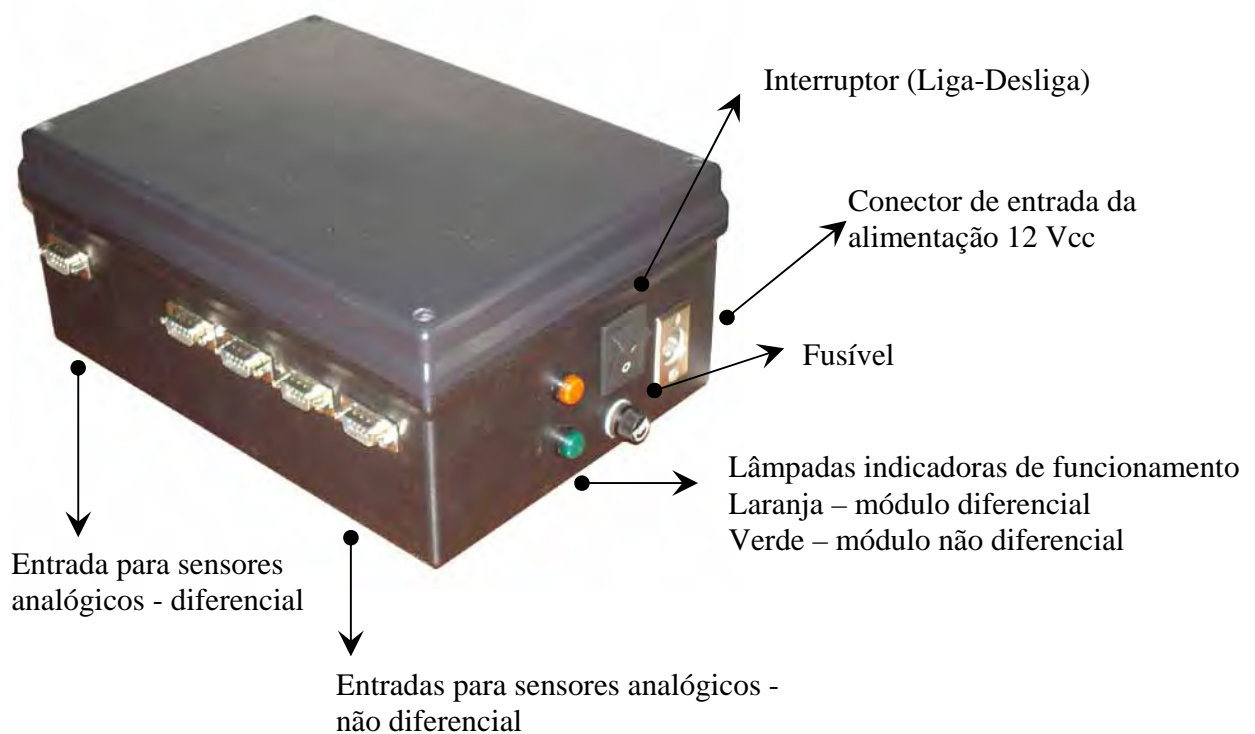 Interruptor (Liga-Desliga)
Conector de entrada da
alimentação 12 Vcc
Fusível
Lâmpadas indicadoras de funcionamento
Laranja – módulo diferencial
Verde – módulo não diferencial
Entrada para sensores
analógicos - diferencial
Entradas para sensores analógicos -
não diferencial